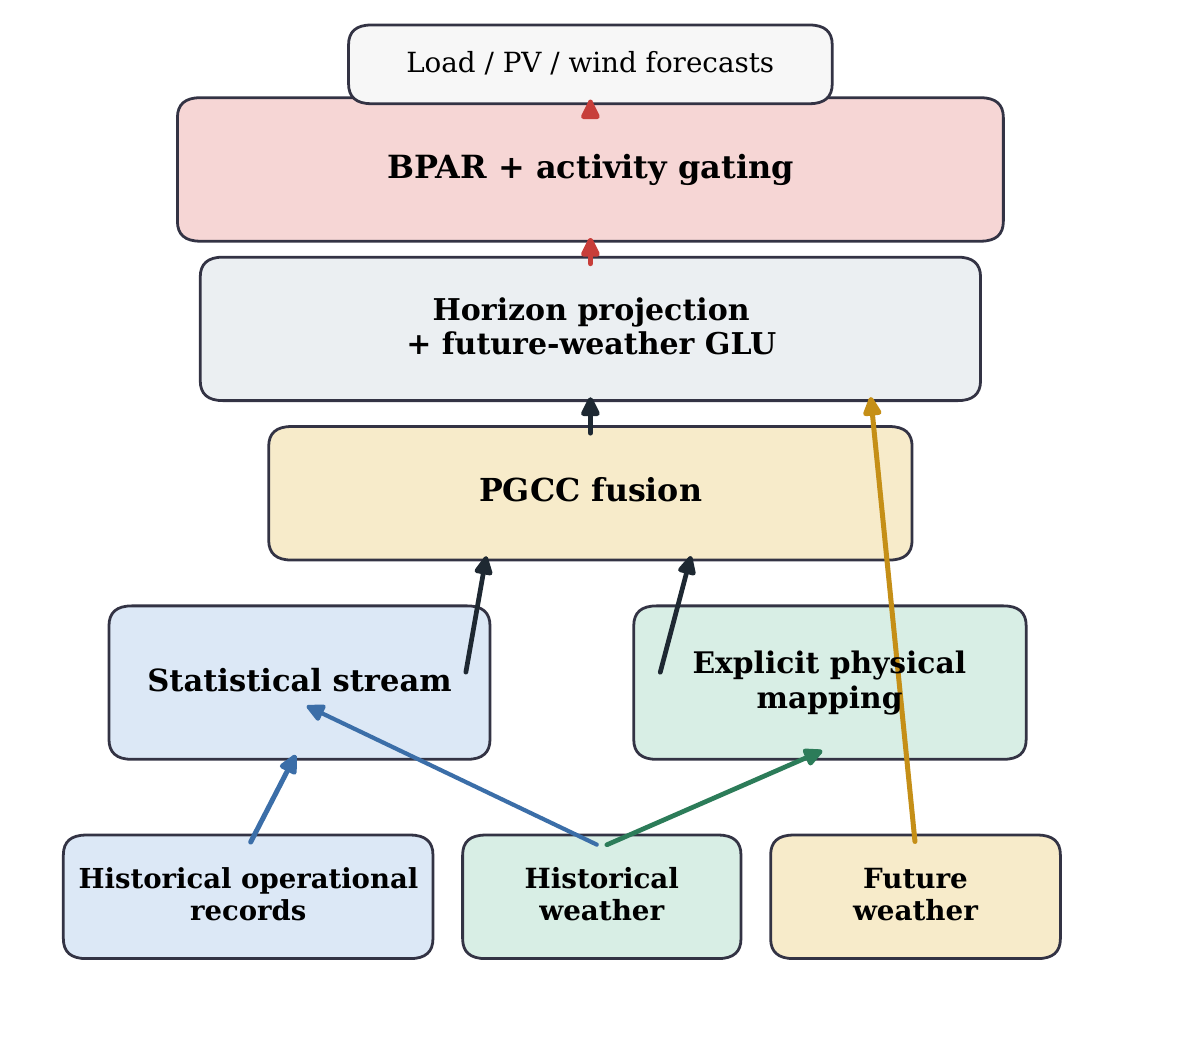 Load / PV / wind forecasts
BPAR + activity gating
Horizon projection
+ future-weather GLU
PGCC fusion
Statistical stream
Explicit physical
mapping
Historical operational
records
Historical
weather
Future
weather